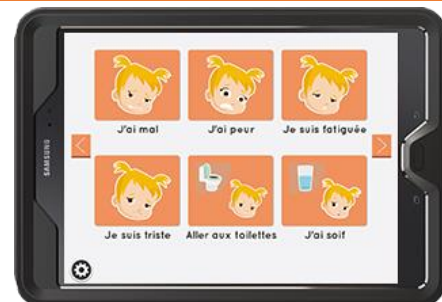 SAMSUNG
J'ai mal
J'ai peur
Je suis fatiguée
Je suis triste
Aller aux toilettes
J'ai soif